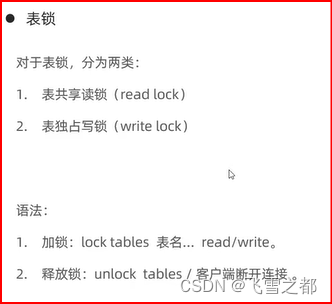 ● 表锁
对于表锁，分为两类：
1. 表共享读锁（read lock）
2. 表独占写锁（write lock）
语法：
1. 加锁：lock tables 表名... read/write。
2. 释放锁：unlock tables / 客户端断开连接。
CSDN @飞雪之都